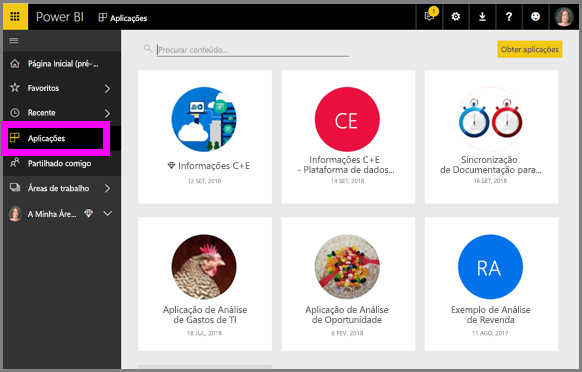 Power BI
Aplicações
1
?
Procurar conteúdo...
Obter aplicações
Página Inicial (pré-...
Favoritos
Recente
Aplicações
Partilhado comigo
Áreas de trabalho
A Minha Áre...
Informações C+E
12 SET, 2018
CE
Informações C+E
- Plataforma de dados...
14 SET, 2018
Sincronização
de Documentação para...
16 SET, 2018
Aplicação de Análise
de Gastos de TI
18 JUL, 2018
Aplicação de Análise
de Oportunidade
6 FEV, 2018
RA
Exemplo de Análise
de Revenda
11 AGO, 2017